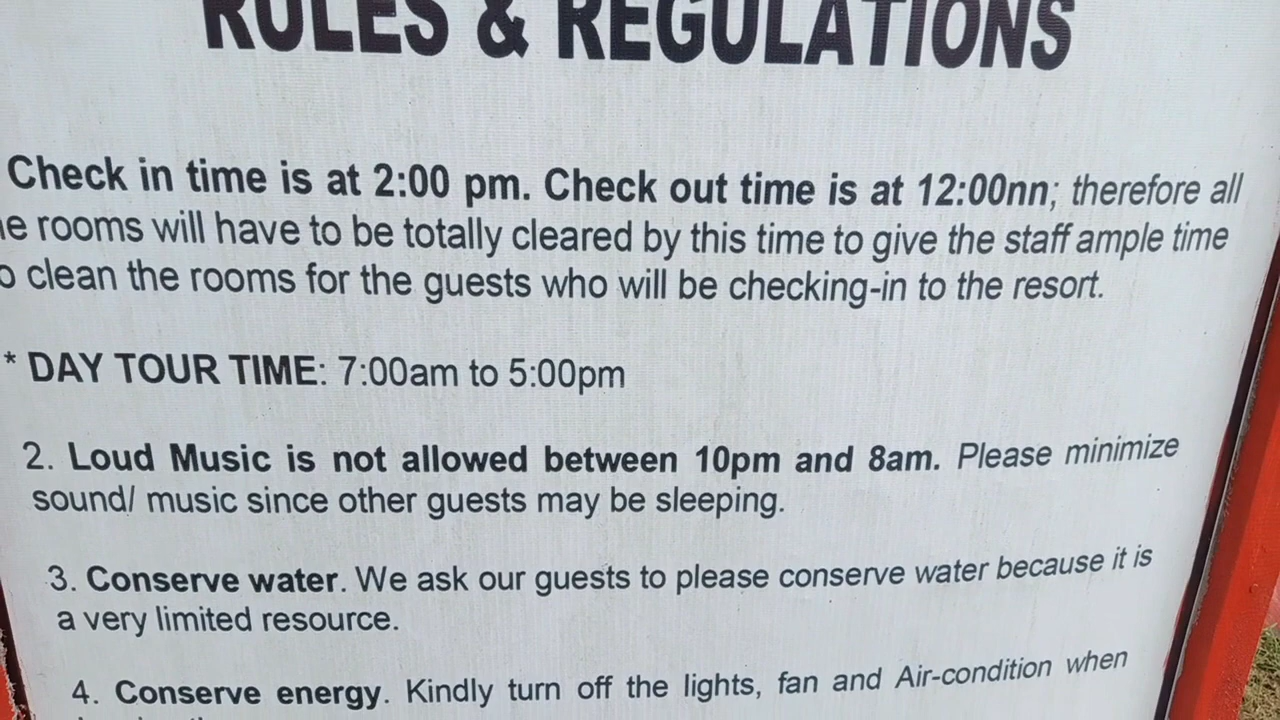 RULES & REGULATIONS
Check in time is at 2:00 pm. Check out time is at 12:00nn; therefore all
rooms will have to be totally cleared by this time to give the staff ample time
clean the rooms for the guests who will be checking-in to the resort.
* DAY TOUR TIME: 7:00am to 5:00pm
2. Loud Music is not allowed between 10pm and 8am. Please minimize
sound/ music since other guests may be sleeping.
3. Conserve water. We ask our guests to please conserve water because it is
a very limited resource.
4. Conserve energy. Kindly turn off the lights, fan and Air-condition when